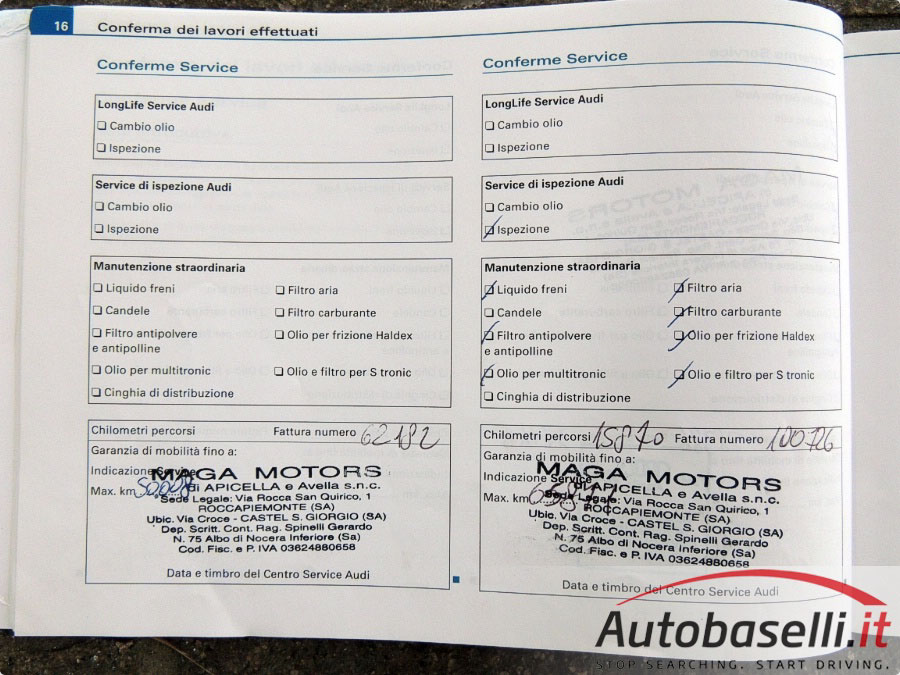 16 Conferma dei lavori effettuati
Conferme Service
LongLife Service Audi
Cambio olio
Ispezione
Service di ispezione Audi
Cambio olio
Ispezione
Manutenzione straordinaria
Liquido freni
Filtro aria
Candele
Filtro carburante
Filtro antipolvere
e antipolline
Olio per frizione Haldex
Olio per multitronic
Olio e filtro per S tronic
Cinghia di distribuzione
Chilometri percorsi
Fattura numero 62182
Garanzia di mobilità fino a:
Indicazione Service
Max. km
MAGA MOTORS
di APICELLA e Avella s.n.c.
Sede Legale: Via Rocca San Quirico, 1
ROCCAPIEMONTE (SA)
Ubic. Via Croce - CASTEL S. GIORGIO (SA)
Dep. Scritt. Cont. Rag. Spinelli Gerardo
N. 75 Albo di Nocera Inferiore (Sa)
Cod. Fisc. e P. IVA 03624880658
Data e timbro del Centro Service Audi
Conferme Service
LongLife Service Audi
Cambio olio
Ispezione
Service di ispezione Audi
Cambio olio
Ispezione
Manutenzione straordinaria
Liquido freni
Filtro aria
Candele
Filtro carburante
Filtro antipolvere
e antipolline
Olio per frizione Haldex
Olio per multitronic
Olio e filtro per S tronic
Cinghia di distribuzione
Chilometri percorsi 15870
Fattura numero 100726
Garanzia di mobilità fino a:
Indicazione Service
Max. km
MAGA MOTORS
di APICELLA e Avella s.n.c.
Sede Legale: Via Rocca San Quirico, 1
ROCCAPIEMONTE (SA)
Ubic. Via Croce - CASTEL S. GIORGIO (SA)
Dep. Scritt. Cont. Rag. Spinelli Gerardo
N. 75 Albo di Nocera Inferiore (Sa)
Cod. Fisc. e P. IVA 03624880658
Data e timbro del Centro Service Audi
Autobaselli.it
STOP SEARCHING. START DRIVING.